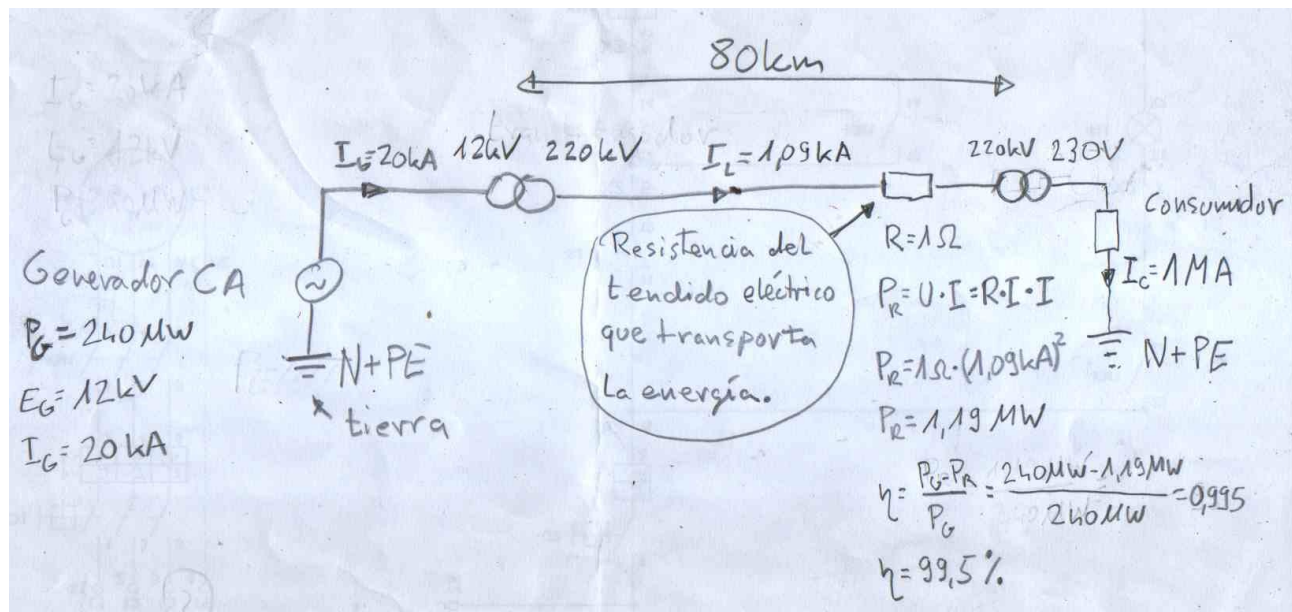 80km
I_G=20kA 12kV 220kV I_L=1,09kA 220kV 230V
Generador CA
P_G=240MW
E_G=12kV
I_G=20kA
N+PE
tierra
Resistencia del
tendido eléctrico
que transporta
La energía.
R=1Ω
P_R=U·I=R·I·I
P_R=1Ω·(1,09kA)²
P_R=1,19MW
η=P_G-P_R/P_G=240MW-1,19MW/240MW=0,995
η=99,5%
Consumidor
I_C=1MA
N+PE